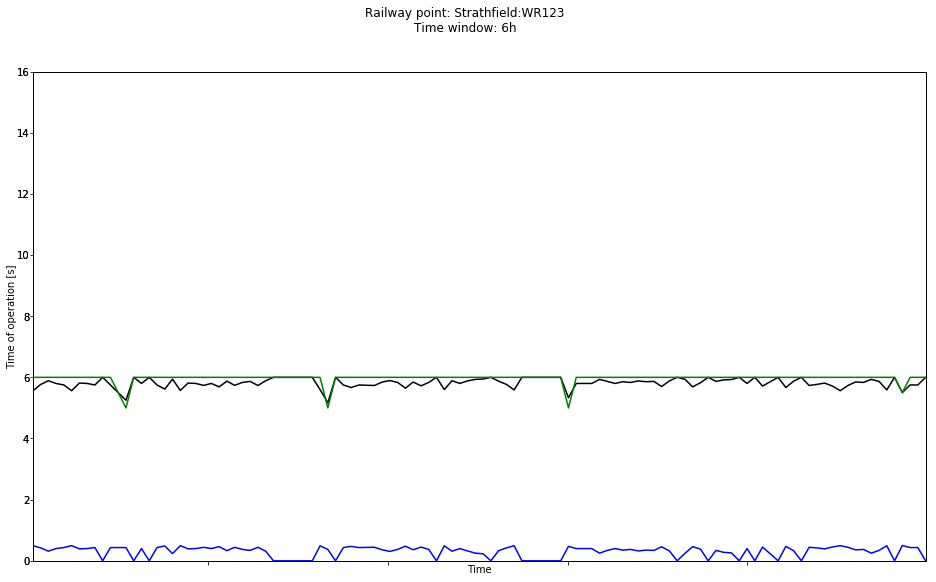 Railway point: Strathfield:WR123
Time window: 6h
16
14
12
10
8
6
4
2
0
Time of operation [s]
Time